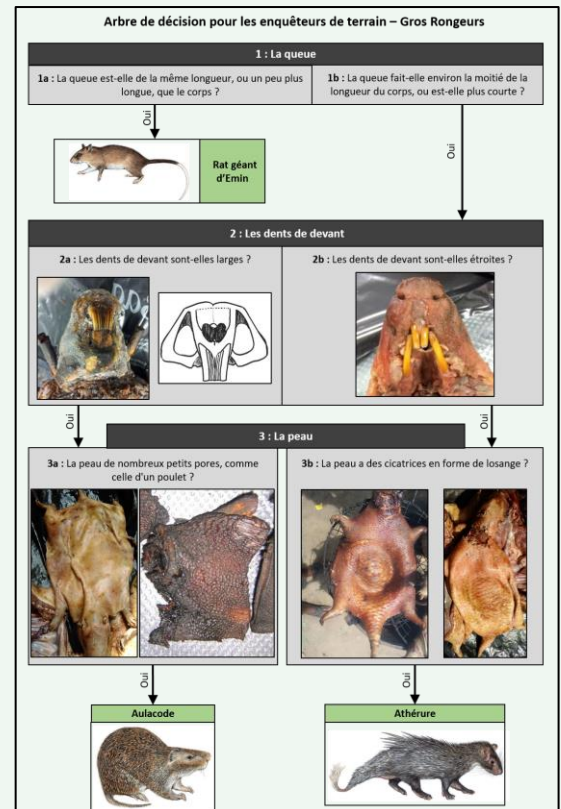 Arbre de décision pour les enquêteurs de terrain – Gros Rongeurs
1 : La queue
1a : La queue est-elle de la même longueur, ou un peu plus
longue, que le corps ?
1b : La queue fait-elle environ la moitié de la
longueur du corps, ou est-elle plus courte ?
Oui
Oui
Rat géant
d'Emin
2 : Les dents de devant
2a : Les dents de devant sont-elles larges ?
2b : Les dents de devant sont-elles étroites ?
Oui
Oui
3 : La peau
3a : La peau de nombreux petits pores, comme
celle d'un poulet ?
3b : La peau a des cicatrices en forme de losange ?
Oui
Oui
Aulacode
Athérure